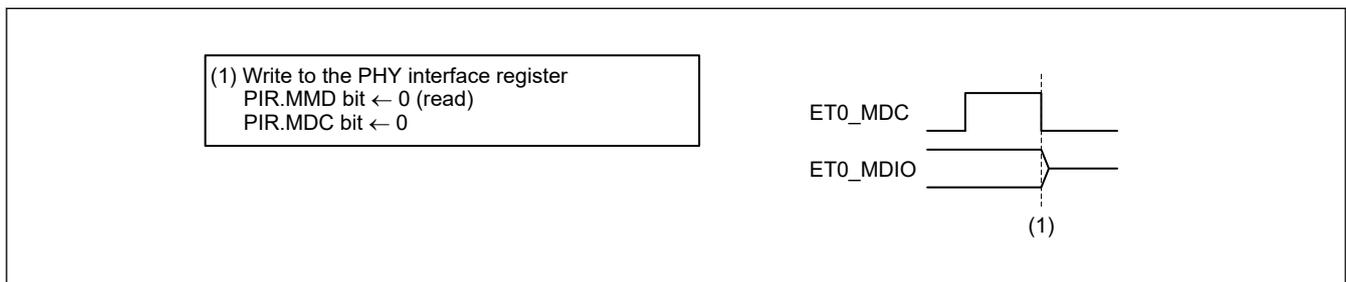 (1) Write to the PHY interface register
PIR.MMD bit ← 0 (read)
PIR.MDC bit ← 0
ET0_MDC
ET0_MDIO
(1)